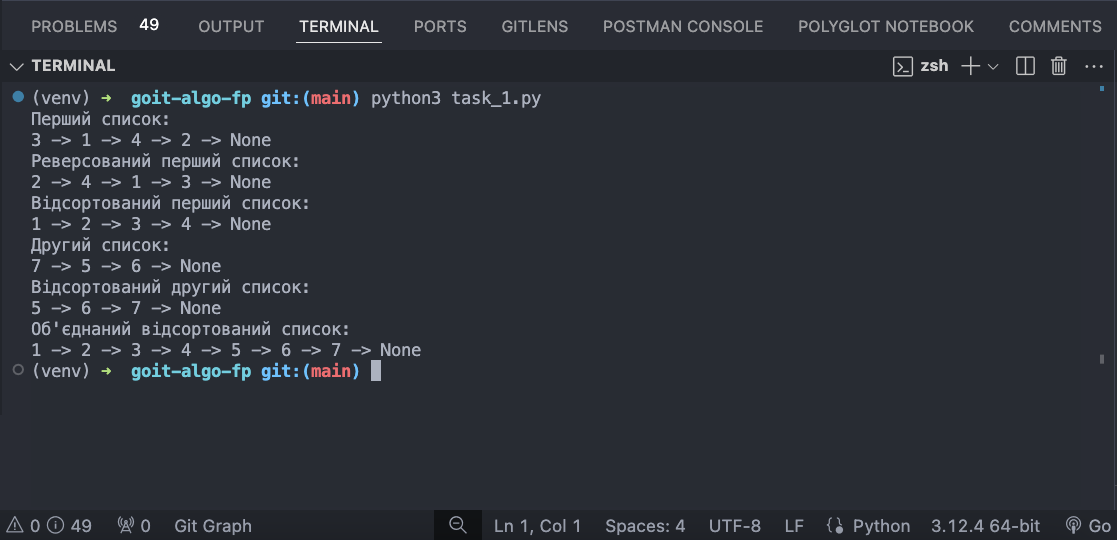 PROBLEMS 49 OUTPUT TERMINAL PORTS GITLENS POSTMAN CONSOLE POLYGLOT NOTEBOOK COMMENTS
TERMINAL zsh
(venv) → goit-algo-fp git:(main) python3 task_1.py
Перший список:
3 -> 1 -> 4 -> 2 -> None
Реверсований перший список:
2 -> 4 -> 1 -> 3 -> None
Відсортований перший список:
1 -> 2 -> 3 -> 4 -> None
Другий список:
7 -> 5 -> 6 -> None
Відсортований другий список:
5 -> 6 -> 7 -> None
Об'єднаний відсортований список:
1 -> 2 -> 3 -> 4 -> 5 -> 6 -> 7 -> None
(venv) → goit-algo-fp git:(main)
0 49 0 Git Graph Ln 1, Col 1 Spaces: 4 UTF-8 LF Python 3.12.4 64-bit Go